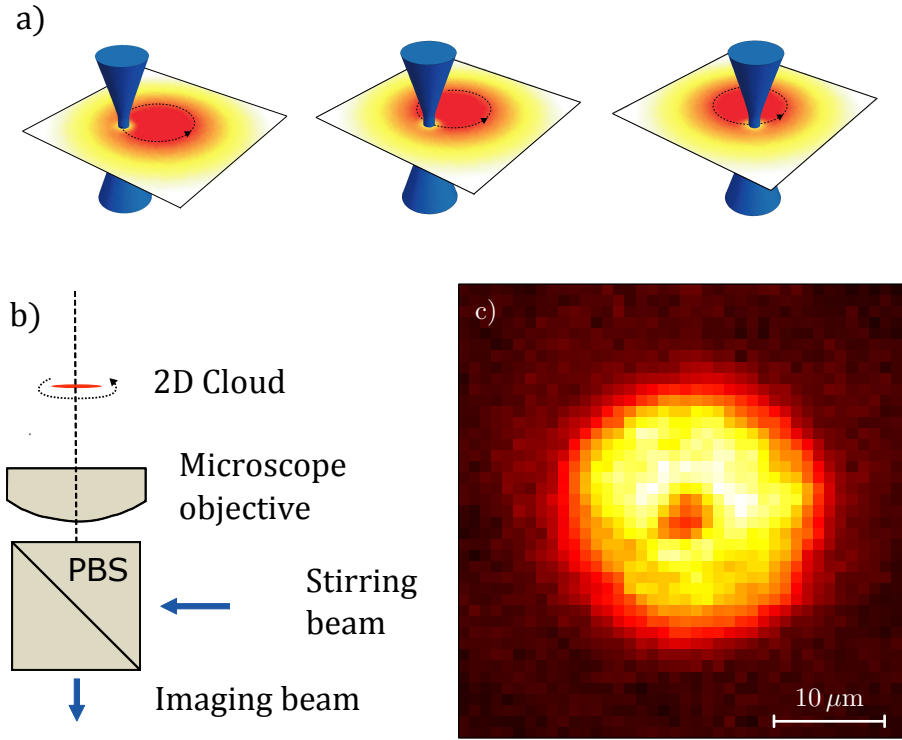 a)
b)
2D Cloud
Microscope
objective
PBS
Stirring
beam
Imaging beam
c)
10 μm